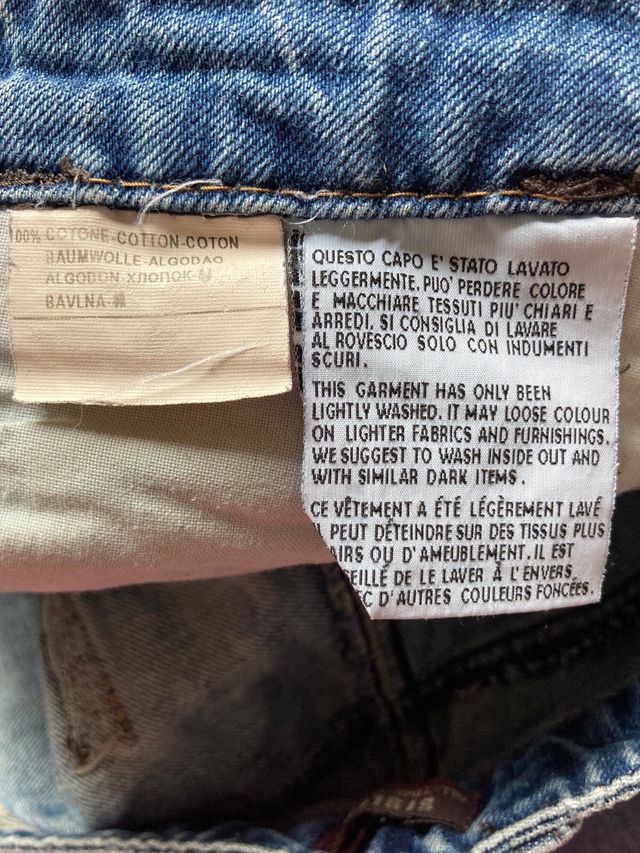 100% COTONE-COTTON-COTON
BAUMWOLLE-ALGODAO
ALGODON ХЛОПОК
BAVLNA
QUESTO CAPO E' STATO LAVATO
LEGGERMENTE. PUO' PERDERE COLORE
E MACCHIARE TESSUTI PIU' CHIARI E
ARREDI. SI CONSIGLIA DI LAVARE
AL ROVESCIO SOLO CON INDUMENTI
SCURI.
THIS GARMENT HAS ONLY BEEN
LIGHTLY WASHED. IT MAY LOOSE COLOUR
ON LIGHTER FABRICS AND FURNISHINGS.
WE SUGGEST TO WASH INSIDE OUT AND
WITH SIMILAR DARK ITEMS.
CE VÊTEMENT A ÉTÉ LÉGÈREMENT LAVÉ
IL PEUT DÉTEINDRE SUR DES TISSUS PLUS
AIRS OU D'AMEUBLEMENT. IL EST
SEILLÉ DE LE LAVER À L'ENVERS
C D'AUTRES COULEURS FONCÉES.